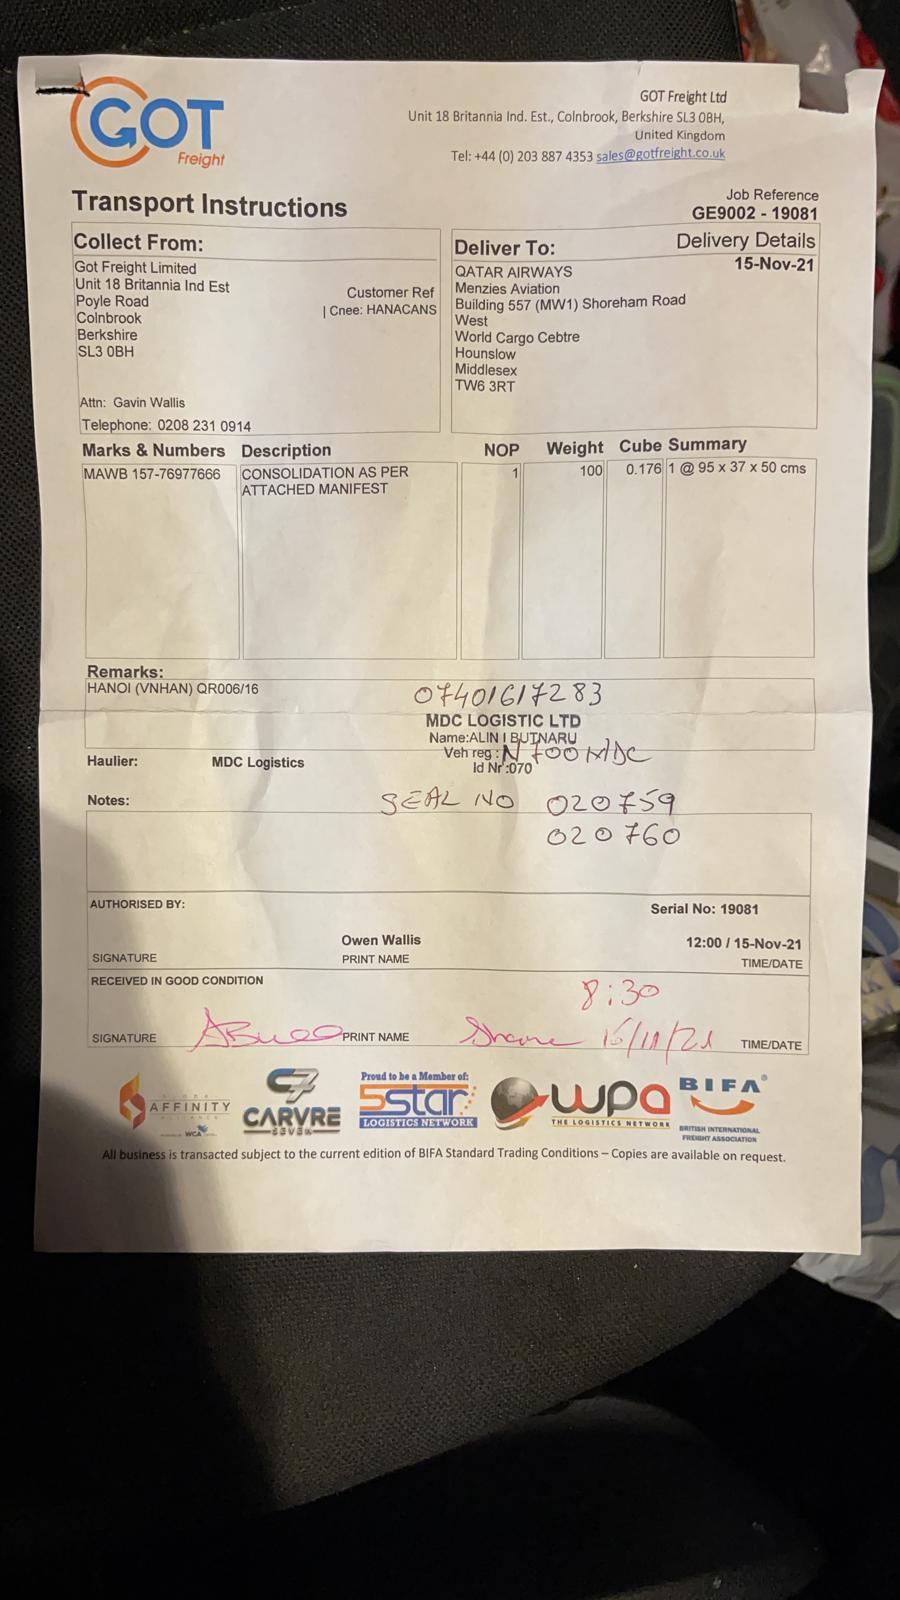 GOT
Freight
GOT Freight Ltd
Unit 18 Britannia Ind. Est., Colnbrook, Berkshire SL3 0BH,
United Kingdom
Tel: +44 (0) 203 887 4353 sales@gotfreight.co.uk
Transport Instructions
Job Reference
GE9002 - 19081
Collect From:
Got Freight Limited
Unit 18 Britannia Ind Est
Poyle Road
Colnbrook
Berkshire
SL3 0BH
Customer Ref
| Cnee: HANACANS
Attn: Gavin Wallis
Telephone: 0208 231 0914
Deliver To:
Delivery Details
15-Nov-21
QATAR AIRWAYS
Menzies Aviation
Building 557 (MW1) Shoreham Road
West
World Cargo Cebtre
Hounslow
Middlesex
TW6 3RT
Marks & Numbers Description NOP Weight Cube Summary
MAWB 157-76977666 CONSOLIDATION AS PER 1 100 0.176 1 @ 95 x 37 x 50 cms
ATTACHED MANIFEST
Remarks:
HANOI (VNHAN) QR006/16
07401617283
MDC LOGISTIC LTD
Name:ALIN I BUTNARU
Veh reg : N700MDC
Id Nr :070
Haulier: MDC Logistics
Notes:
SEAL NO 020759
020760
AUTHORISED BY:
Serial No: 19081
Owen Wallis 12:00 / 15-Nov-21
SIGNATURE PRINT NAME TIME/DATE
RECEIVED IN GOOD CONDITION
8:30
SIGNATURE PRINT NAME Shane /11/21 TIME/DATE
AFFINITY
WCA
C7
CARVRE
SEVEN
Proud to be a Member of:
5star
LOGISTICS NETWORK
wpa
THE LOGISTICS NETWORK
BIFA
BRITISH INTERNATIONAL
FREIGHT ASSOCIATION
All business is transacted subject to the current edition of BIFA Standard Trading Conditions – Copies are available on request.